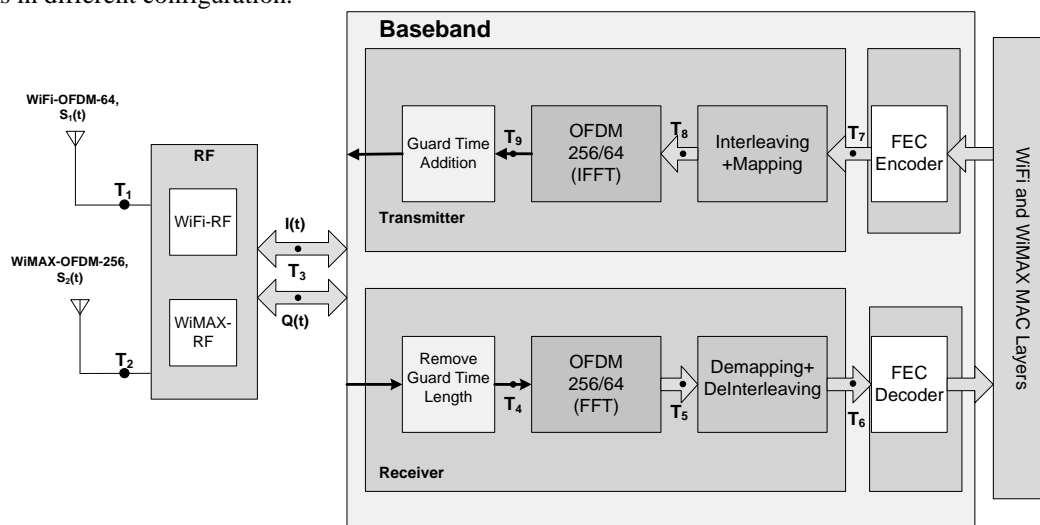 s in different configuration.
Baseband
WiFi-OFDM-64,
S1(t)
T1
RF
WiFi-RF
WiMAX-RF
WiMAX-OFDM-256,
S2(t)
T2
I(t)
T3
Q(t)
Guard Time
Addition
T9
OFDM
256/64
(IFFT)
T8
Interleaving
+Mapping
T7
FEC
Encoder
Transmitter
Remove
Guard Time
Length
T4
OFDM
256/64
(FFT)
T5
Demapping+
DeInterleaving
T6
FEC
Decoder
Receiver
WiFi and WiMAX MAC Layers